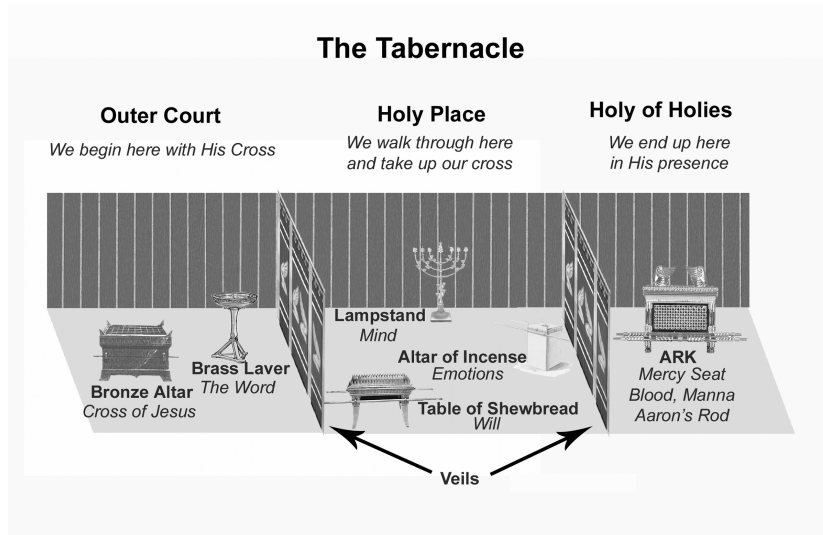 The Tabernacle
Outer Court
We begin here with His Cross
Holy Place
We walk through here
and take up our cross
Holy of Holies
We end up here
in His presence
Lampstand
Mind
Altar of Incense
Emotions
Brass Laver
The Word
Bronze Altar
Cross of Jesus
Table of Shewbread
Will
ARK
Mercy Seat
Blood, Manna
Aaron's Rod
Veils